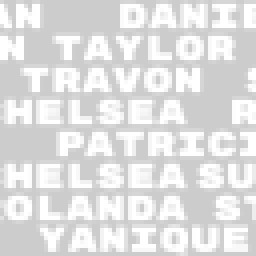 AN DANIE
N TAYLOR
TRAVON S
HELSEA R
PATRICI
HELSEA SU
OLANDA ST
YANIQUE